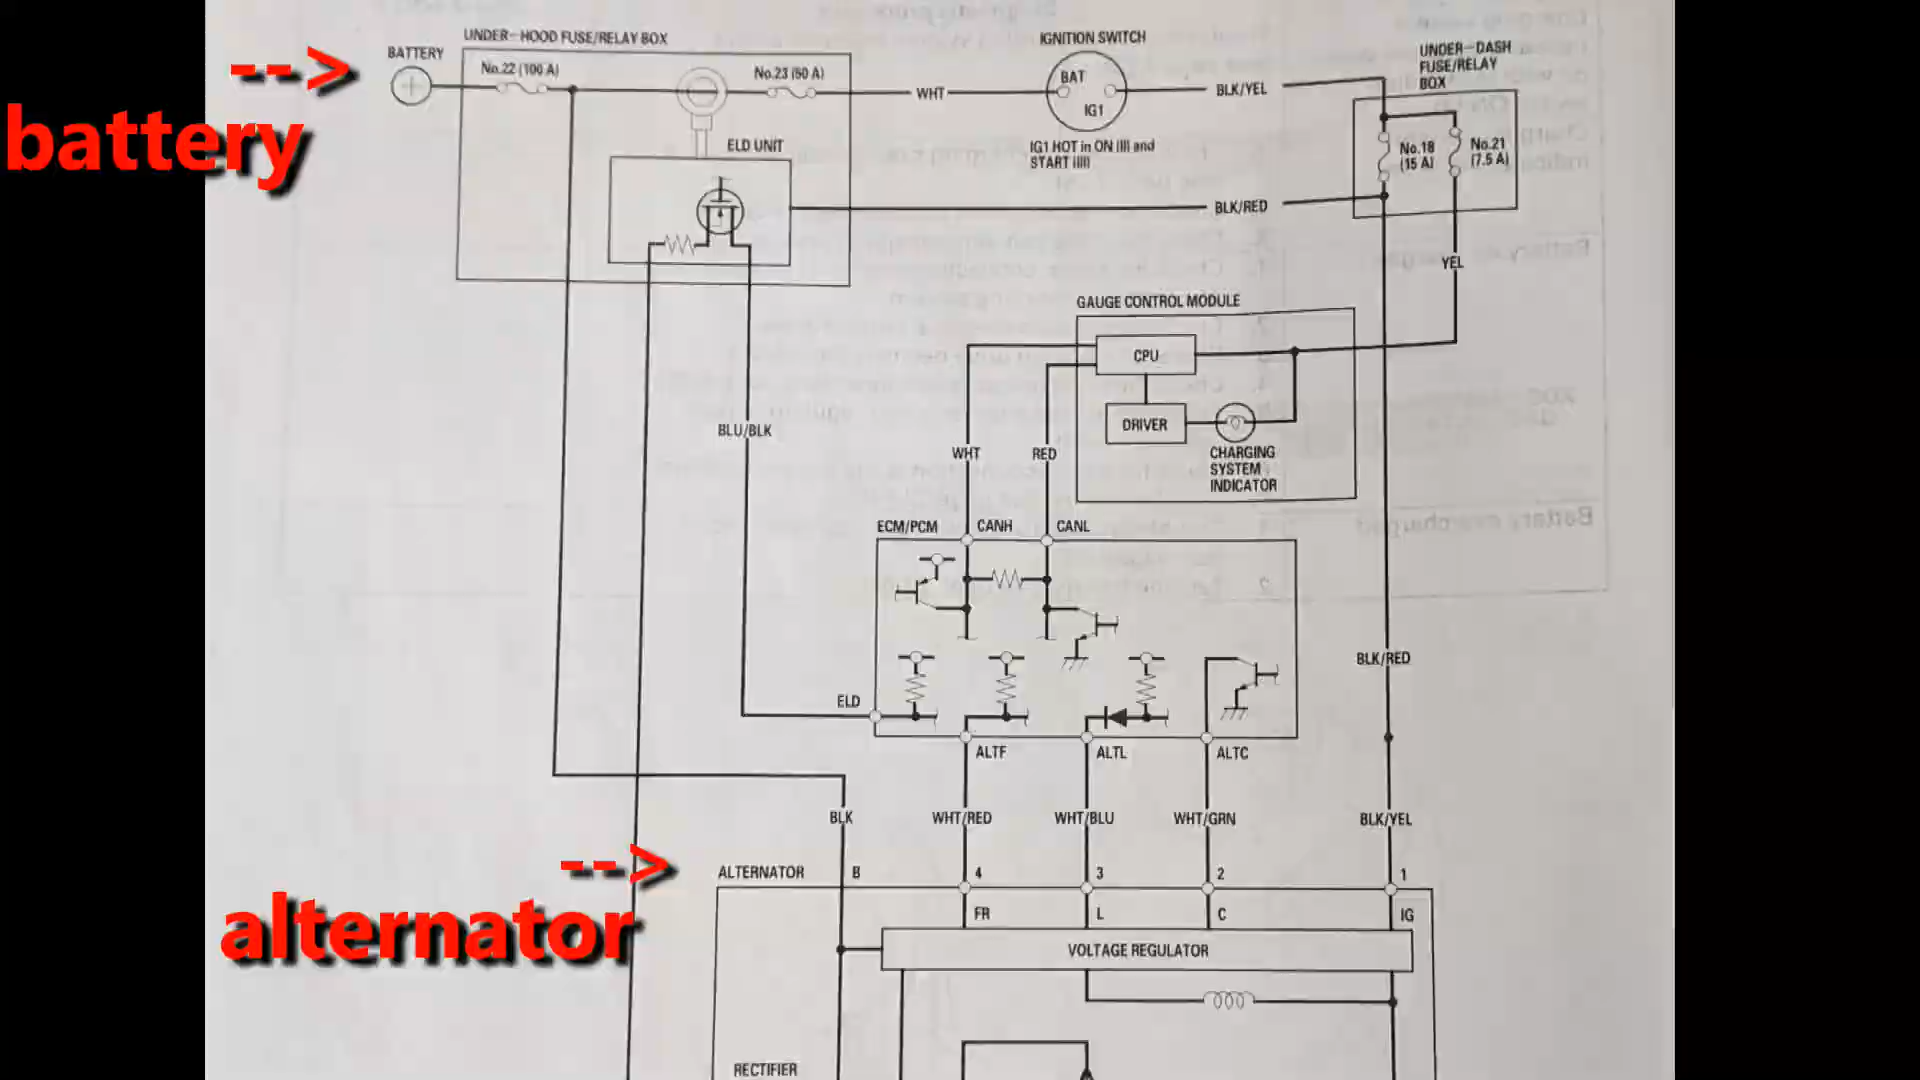 -->
battery
BATTERY
UNDER-HOOD FUSE/RELAY BOX
No.22 (100 A)
No.23 (50 A)
WHT
IGNITION SWITCH
BAT
IG1
IG1 HOT in ON (II) and
START (III)
BLK/YEL
UNDER-DASH
FUSE/RELAY
BOX
No.18
(15 A)
No.21
(7.5 A)
ELD UNIT
BLK/RED
YEL
GAUGE CONTROL MODULE
CPU
DRIVER
CHARGING
SYSTEM
INDICATOR
BLU/BLK
WHT
RED
ECM/PCM
CANH
CANL
BLK/RED
ELD
ALTF
ALTL
ALTC
BLK
WHT/RED
WHT/BLU
WHT/GRN
BLK/YEL
-->
alternator
ALTERNATOR
B
4
3
2
1
FR
L
C
IG
VOLTAGE REGULATOR
RECTIFIER